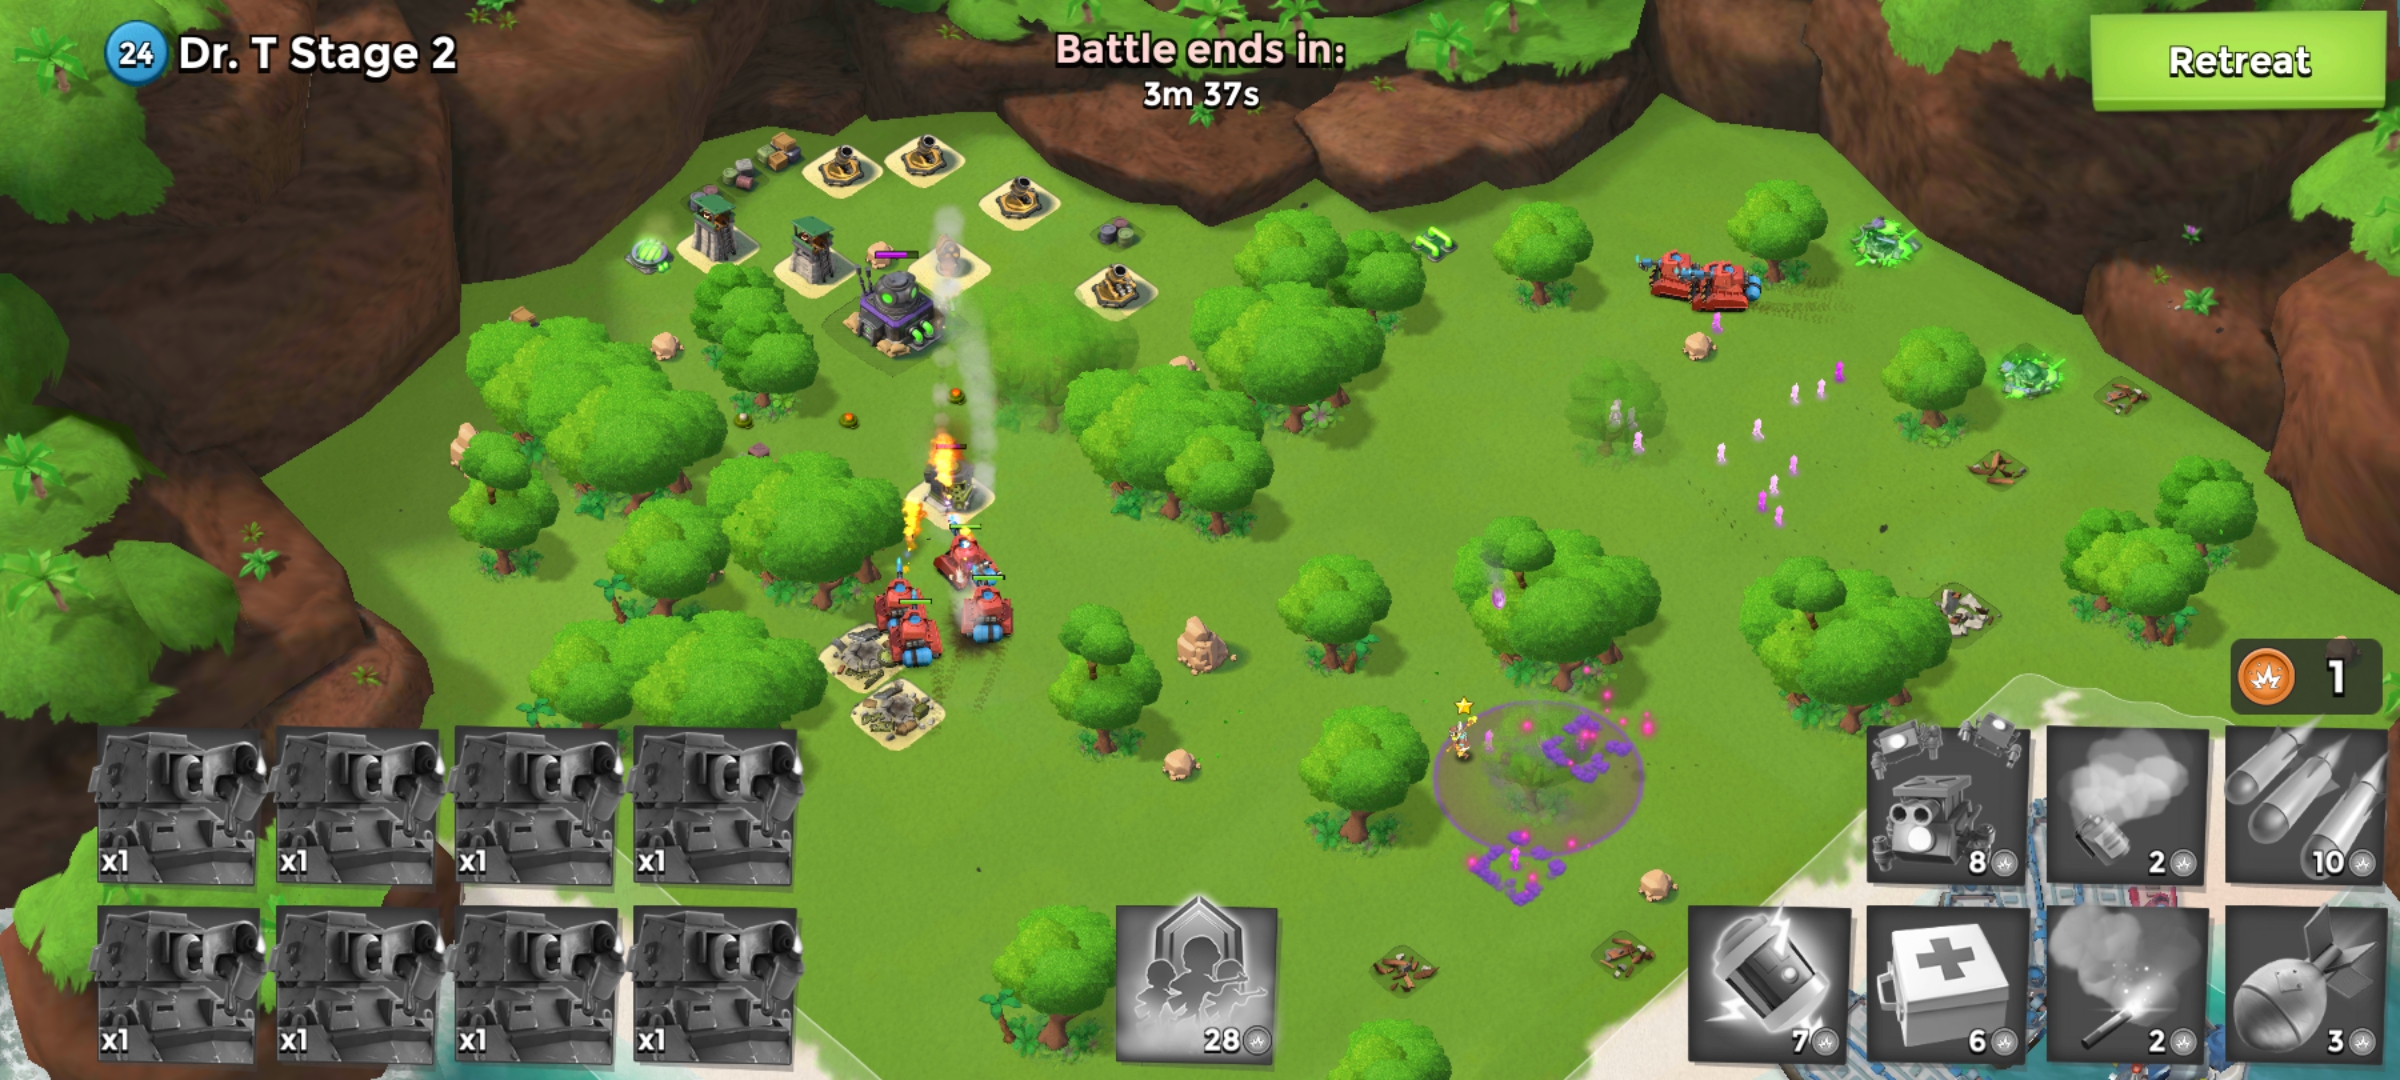 24 Dr. T Stage 2
Battle ends in:
3m 37s
Retreat
1
x1 x1 x1 x1
8 2 10
x1 x1 x1 x1
28
7 6 2 3